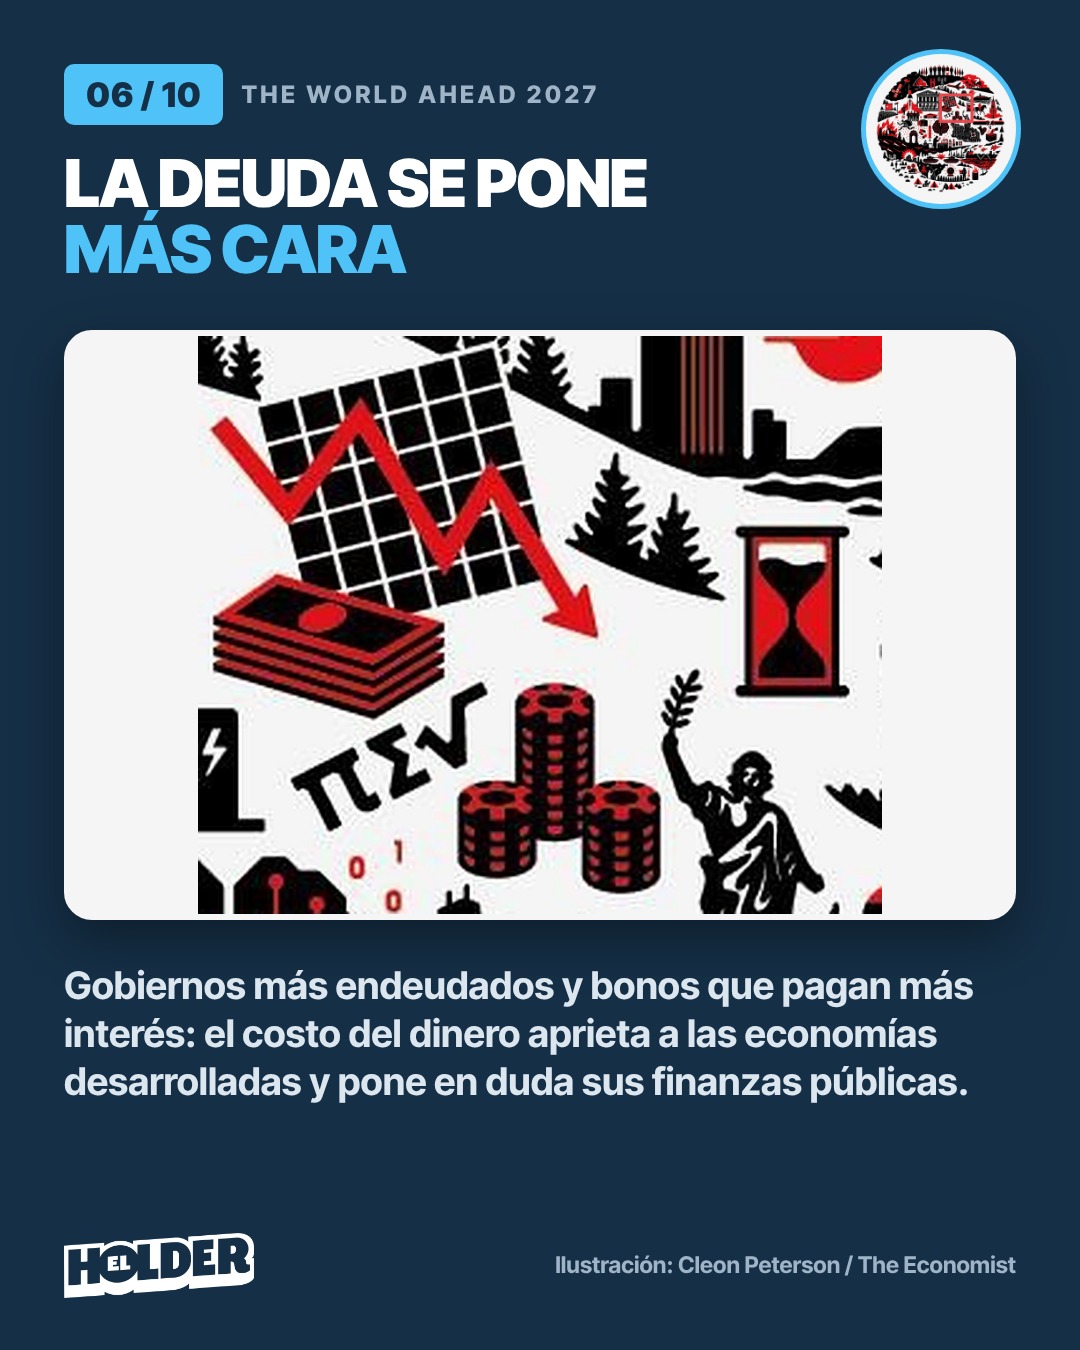 06 / 10
THE WORLD AHEAD 2027
LA DEUDA SE PONE
MÁS CARA
πΣ√
1
0
0
Gobiernos más endeudados y bonos que pagan más
interés: el costo del dinero aprieta a las economías
desarrolladas y pone en duda sus finanzas públicas.
EL HOLDER
Ilustración: Cleon Peterson / The Economist